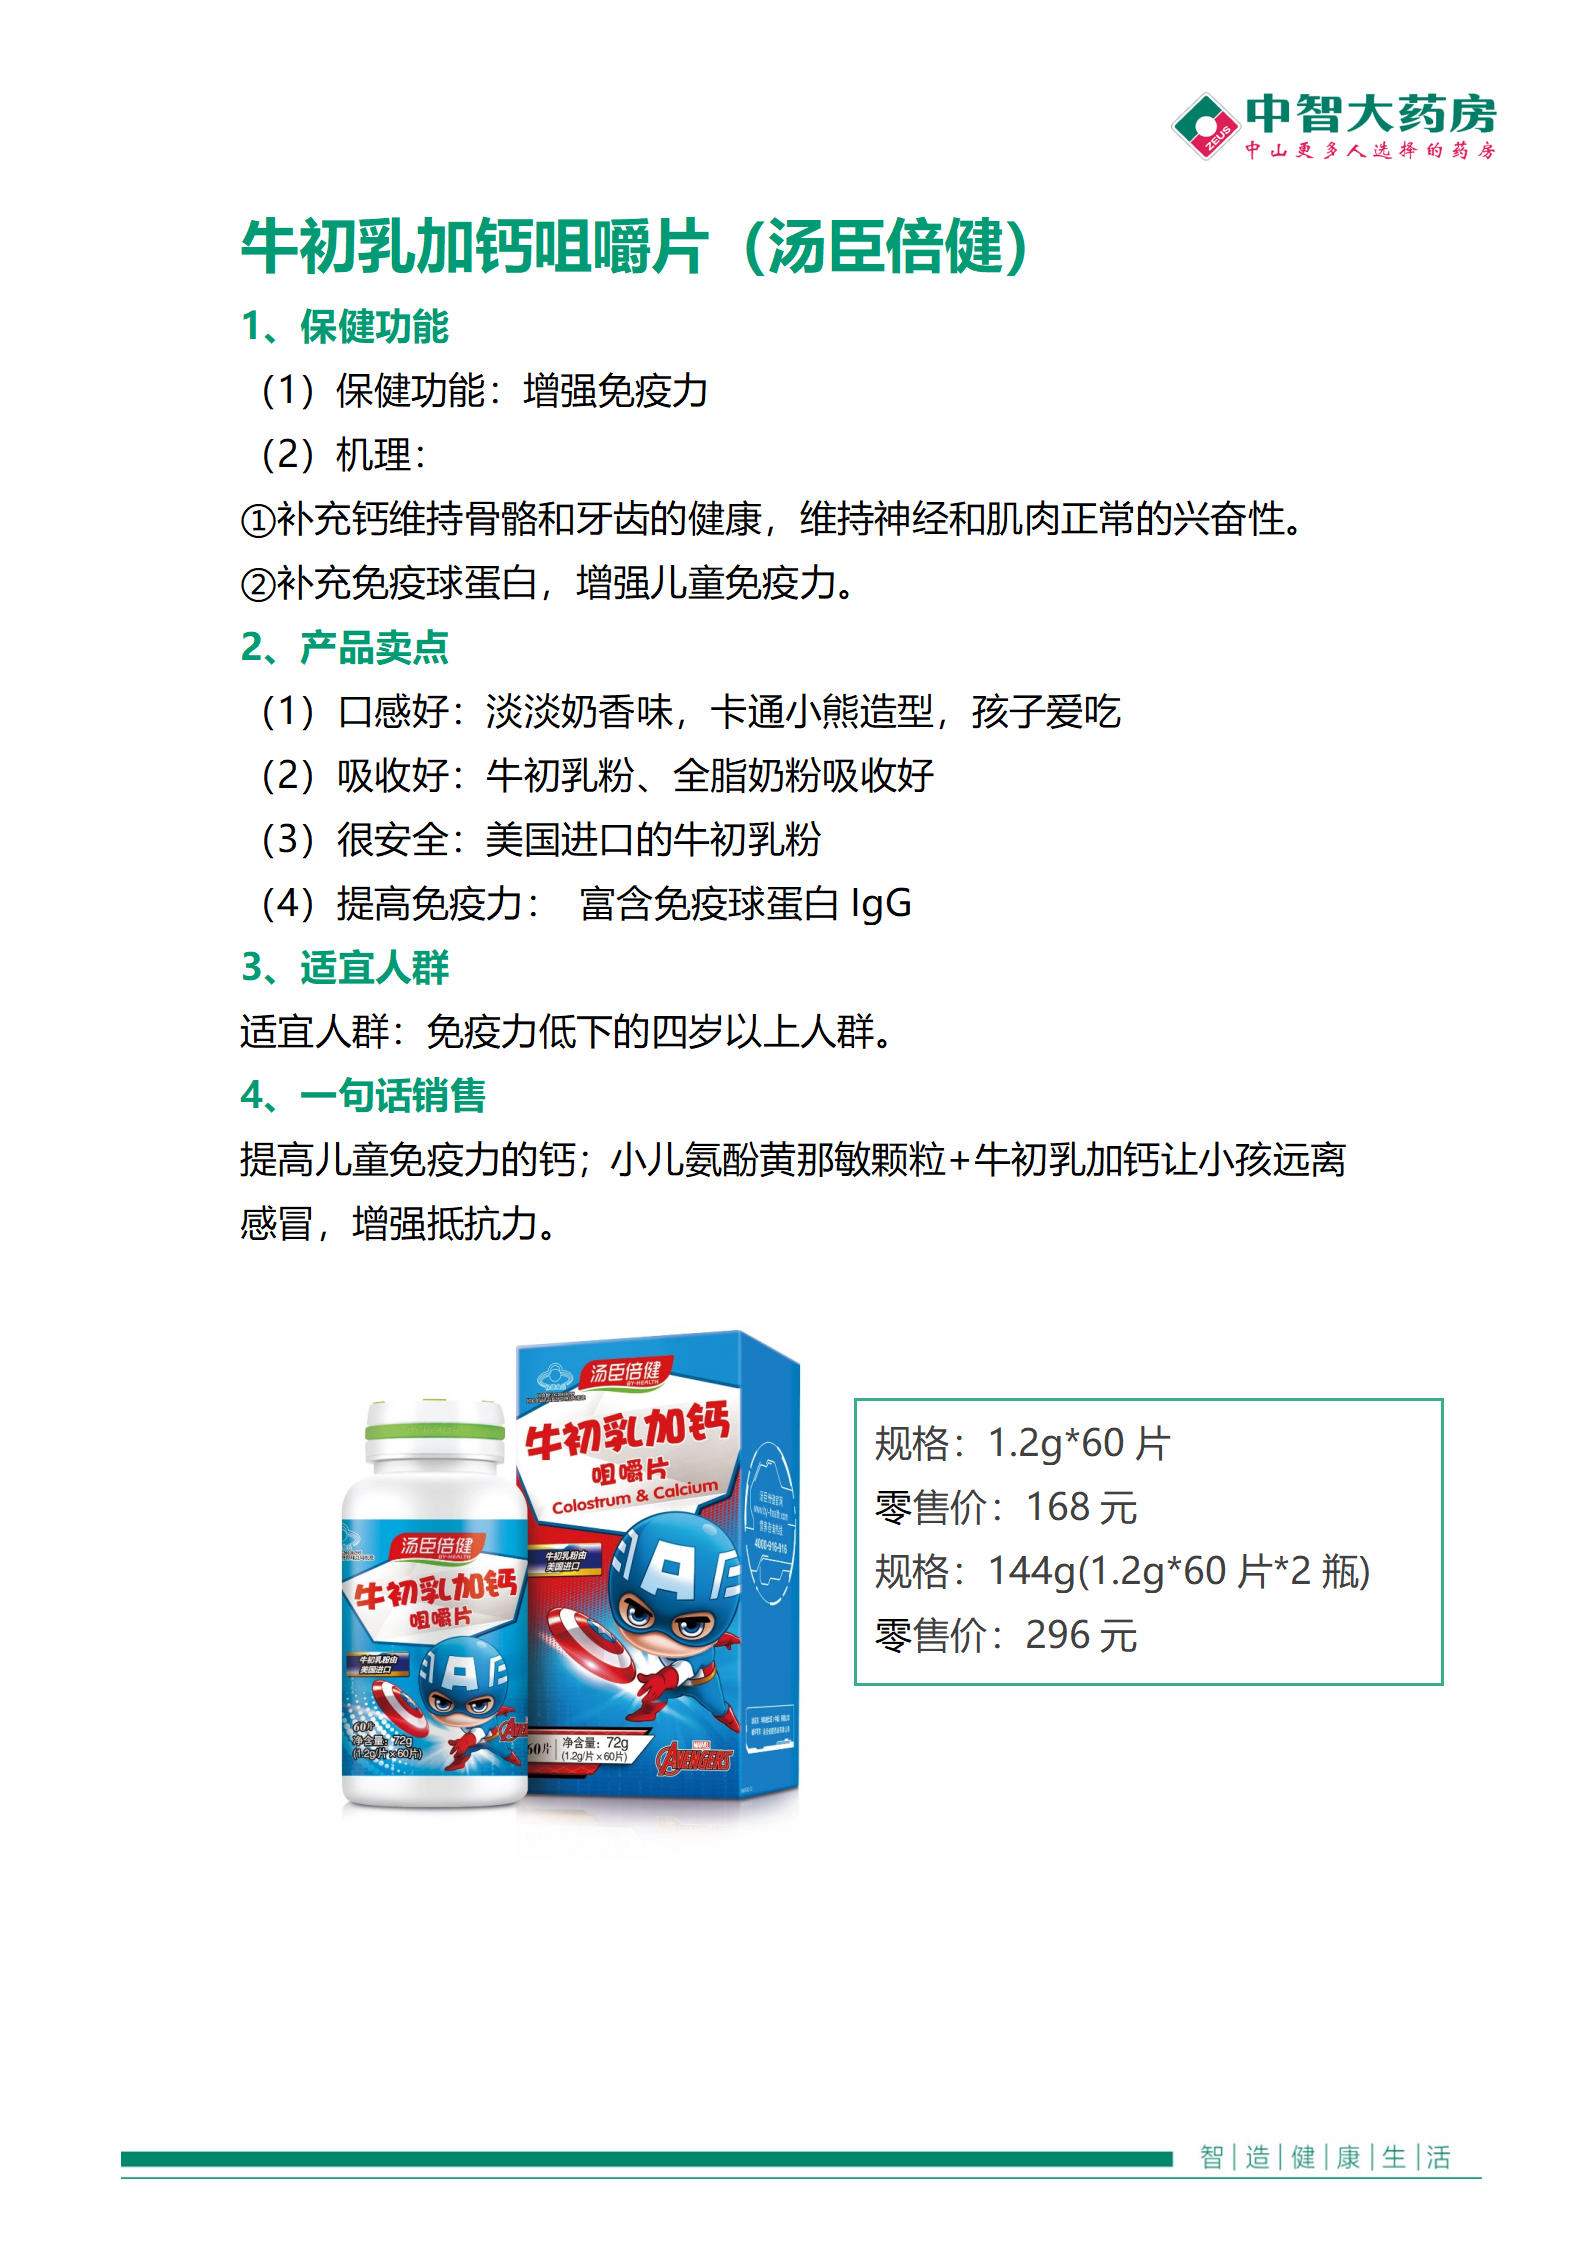 中智大药房
ZEUS
中山更多人选择的药房
牛初乳加钙咀嚼片（汤臣倍健）
1、保健功能
（1）保健功能：增强免疫力
（2）机理：
①补充钙维持骨骼和牙齿的健康，维持神经和肌肉正常的兴奋性。
②补充免疫球蛋白，增强儿童免疫力。
2、产品卖点
（1）口感好：淡淡奶香味，卡通小熊造型，孩子爱吃
（2）吸收好：牛初乳粉、全脂奶粉吸收好
（3）很安全：美国进口的牛初乳粉
（4）提高免疫力： 富含免疫球蛋白 IgG
3、适宜人群
适宜人群：免疫力低下的四岁以上人群。
4、一句话销售
提高儿童免疫力的钙；小儿氨酚黄那敏颗粒+牛初乳加钙让小孩远离
感冒，增强抵抗力。
汤臣倍健
BY-HEALTH
牛初乳加钙
咀嚼片
Colostrum & Calcium
牛初乳粉由
美国进口
60片
净含量：72g
(1.2g/片×60片)
MARVEL
AVENGERS
www.by-health.com
4000-916-916
汤臣倍健
BY-HEALTH
牛初乳加钙
咀嚼片
牛初乳粉由
美国进口
60片
净含量：72g
(1.2g/片×60片)
规格：1.2g*60 片
零售价：168 元
规格：144g(1.2g*60 片*2 瓶)
零售价：296 元
智|造|健|康|生|活